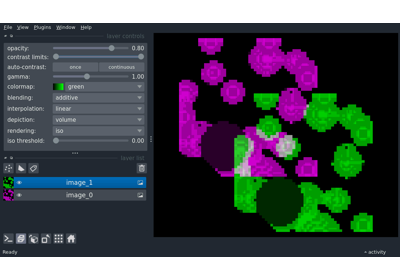 File View Plugins Window Help
layer controls
opacity: 0.80
contrast limits:
auto-contrast: once continuous
gamma: 1.00
colormap: green
blending: additive
interpolation: linear
depiction: volume
rendering: iso
iso threshold: 0.00
layer list
image_1
image_0
Ready activity